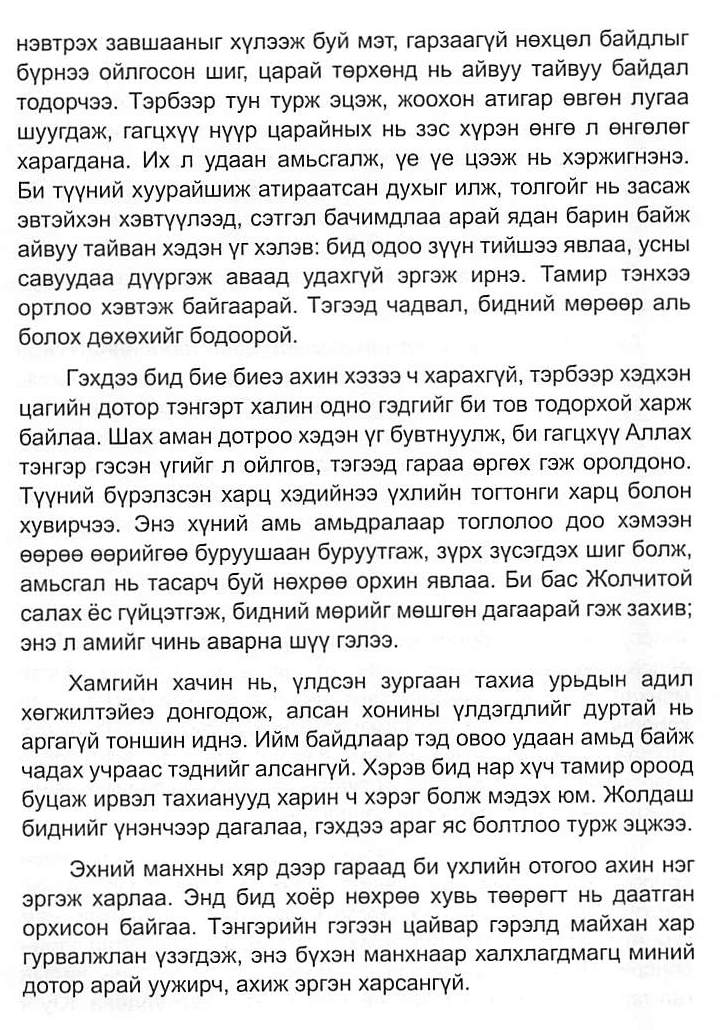 нэвтрэх завшааныг хүлээж буй мэт, гарзаагүй нөхцөл байдлыг
бүрнээ ойлгосон шиг, царай төрхөнд нь айвуу тайвуу байдал
тодорчээ. Тэрбээр тун турж эцэж, жоохон атигар өвгөн лугаа
шуугдаж, гагцхүү нүүр царайных нь зэс хүрэн өнгө л өнгөлөг
харагдана. Их л удаан амьсгалж, үе үе цээж нь хэржигнэнэ.
Би түүний хуурайшиж атираатсан духыг илж, толгойг нь засаж
эвтэйхэн хэвтүүлээд, сэтгэл бачимдлаа арай ядан барин байж
айвуу тайван хэдэн үг хэлэв: бид одоо зүүн тийшээ явлаа, усны
савуудаа дүүргэж аваад удахгүй эргэж ирнэ. Тамир тэнхээ
ортлоо хэвтэж байгаарай. Тэгээд чадвал, бидний мөрөөр аль
болох дөхөхийг бодоорой.
Гэхдээ бид бие биеэ ахин хэзээ ч харахгүй, тэрбээр хэдхэн
цагийн дотор тэнгэрт халин одно гэдгийг би тов тодорхой харж
байлаа. Шах аман дотроо хэдэн үг бувтнуулж, би гагцхүү Аллах
тэнгэр гэсэн үгийг л ойлгов, тэгээд гараа өргөх гэж оролдоно.
Түүний бүрэлзсэн харц хэдийнээ үхлийн тогтонги харц болон
хувирчээ. Энэ хүний амь амьдралаар тоглолоо доо хэмээн
өөрөө өөрийгөө буруушаан буруутгаж, зүрх зүсэгдэх шиг болж,
амьсгал нь тасарч буй нөхрөө орхин явлаа. Би бас Жолчитой
салах ёс гүйцэтгэж, бидний мөрийг мөшгөн дагаарай гэж захив;
энэ л амийг чинь аварна шүү гэлээ.
Хамгийн хачин нь, үлдсэн зургаан тахиа урьдын адил
хөгжилтэйеэ донгодож, алсан хонины үлдэгдлийг дуртай нь
аргагүй тоншин иднэ. Ийм байдлаар тэд овоо удаан амьд байж
чадах учраас тэднийг алсангүй. Хэрэв бид нар хүч тамир ороод
буцаж ирвэл тахианууд харин ч хэрэг болж мэдэх юм. Жолдаш
биднийг үнэнчээр дагалаа, гэхдээ араг яс болтлоо турж эцжээ.
Эхний манхны хяр дээр гараад би үхлийн отогоо ахин нэг
эргэж харлаа. Энд бид хоёр нөхрөө хувь төөрөгт нь даатган
орхисон байгаа. Тэнгэрийн гэгээн цайвар гэрэлд майхан хар
гурвалжлан үзэгдэж, энэ бүхэн манхнаар халхлагдмагц миний
дотор арай уужирч, ахиж эргэн харсангүй.